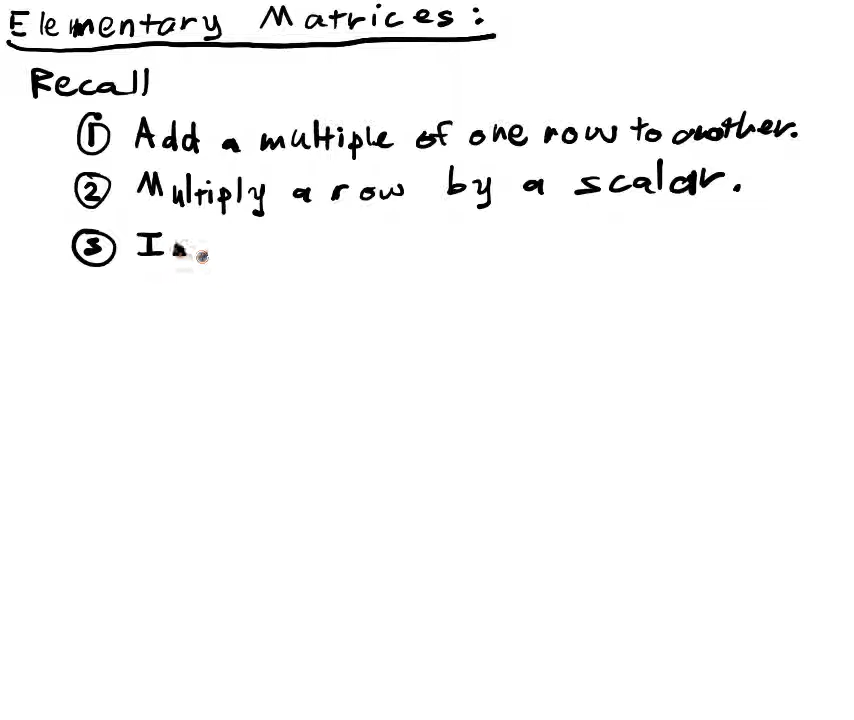 Elementary Matrices:
Recall
① Add a multiple of one row to another.
② Multiply a row by a scalar.
③ I